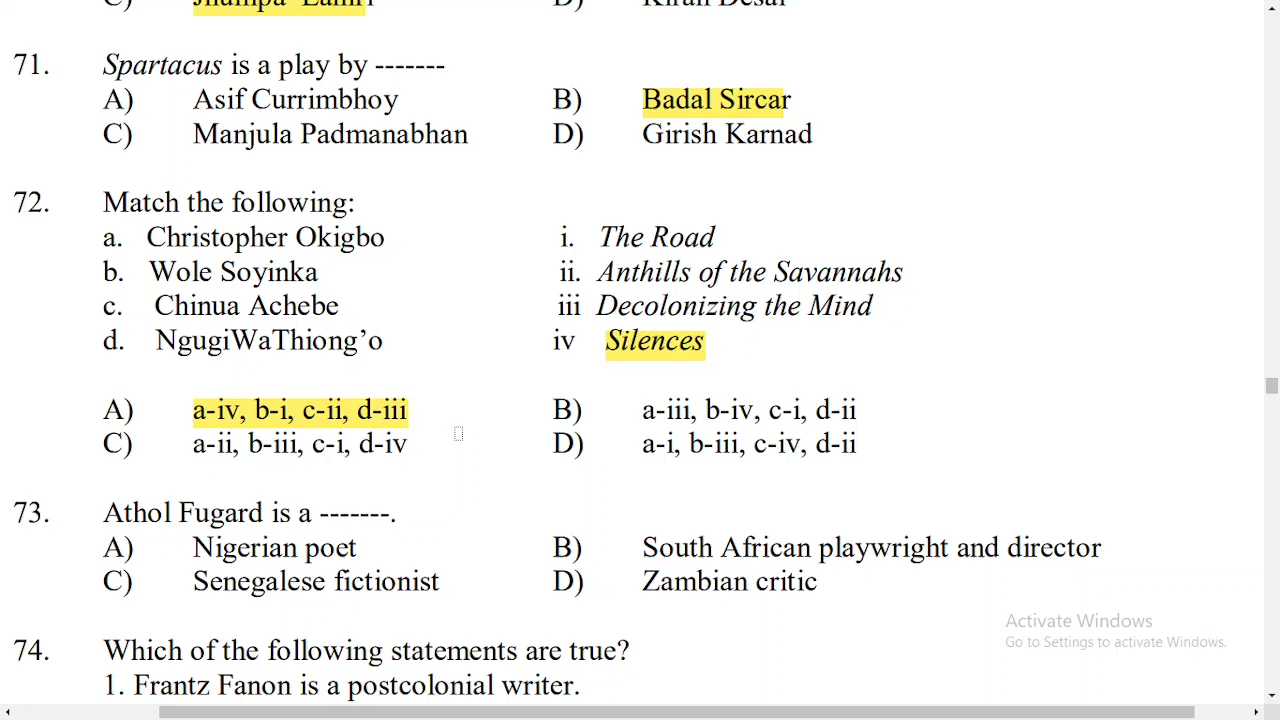 C) Jhumpa Lahiri D) Kiran Desai
71. Spartacus is a play by -------
A) Asif Currimbhoy B) Badal Sircar
C) Manjula Padmanabhan D) Girish Karnad
72. Match the following:
a. Christopher Okigbo i. The Road
b. Wole Soyinka ii. Anthills of the Savannahs
c. Chinua Achebe iii Decolonizing the Mind
d. NgugiWaThiong’o iv Silences
A) a-iv, b-i, c-ii, d-iii B) a-iii, b-iv, c-i, d-ii
C) a-ii, b-iii, c-i, d-iv D) a-i, b-iii, c-iv, d-ii
73. Athol Fugard is a -------.
A) Nigerian poet B) South African playwright and director
C) Senegalese fictionist D) Zambian critic
Activate Windows
Go to Settings to activate Windows.
74. Which of the following statements are true?
1. Frantz Fanon is a postcolonial writer.